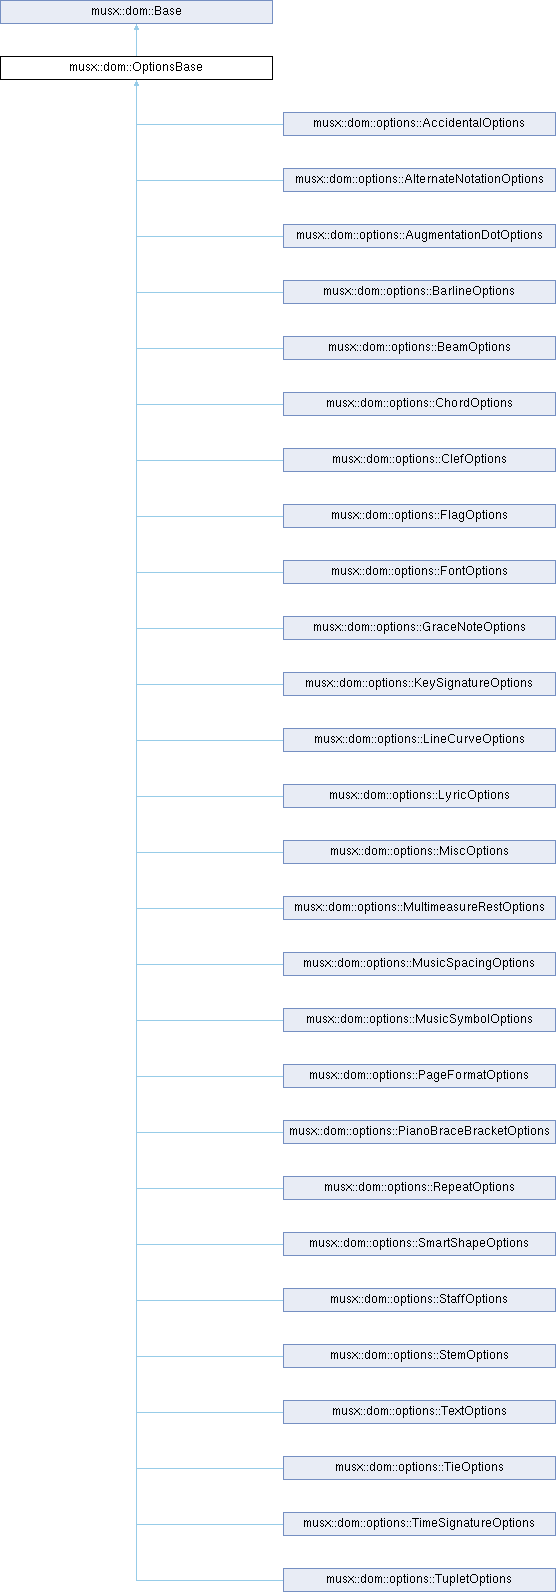 musx::dom::Base
musx::dom::OptionsBase
musx::dom::options::AccidentalOptions
musx::dom::options::AlternateNotationOptions
musx::dom::options::AugmentationDotOptions
musx::dom::options::BarlineOptions
musx::dom::options::BeamOptions
musx::dom::options::ChordOptions
musx::dom::options::ClefOptions
musx::dom::options::FlagOptions
musx::dom::options::FontOptions
musx::dom::options::GraceNoteOptions
musx::dom::options::KeySignatureOptions
musx::dom::options::LineCurveOptions
musx::dom::options::LyricOptions
musx::dom::options::MiscOptions
musx::dom::options::MultimeasureRestOptions
musx::dom::options::MusicSpacingOptions
musx::dom::options::MusicSymbolOptions
musx::dom::options::PageFormatOptions
musx::dom::options::PianoBraceBracketOptions
musx::dom::options::RepeatOptions
musx::dom::options::SmartShapeOptions
musx::dom::options::StaffOptions
musx::dom::options::StemOptions
musx::dom::options::TextOptions
musx::dom::options::TieOptions
musx::dom::options::TimeSignatureOptions
musx::dom::options::TupletOptions